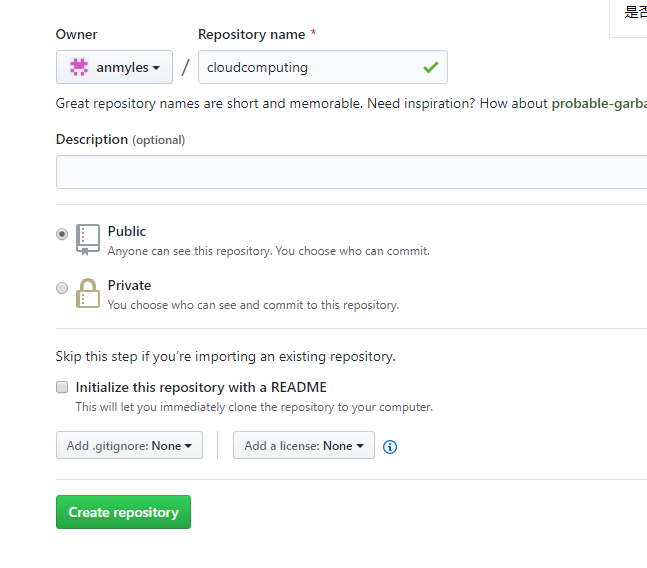 是否
Owner
Repository name *
anmyles / cloudcomputing
Great repository names are short and memorable. Need inspiration? How about probable-garba
Description (optional)
Public
Anyone can see this repository. You choose who can commit.
Private
You choose who can see and commit to this repository.
Skip this step if you’re importing an existing repository.
Initialize this repository with a README
This will let you immediately clone the repository to your computer.
Add .gitignore: None
Add a license: None
Create repository